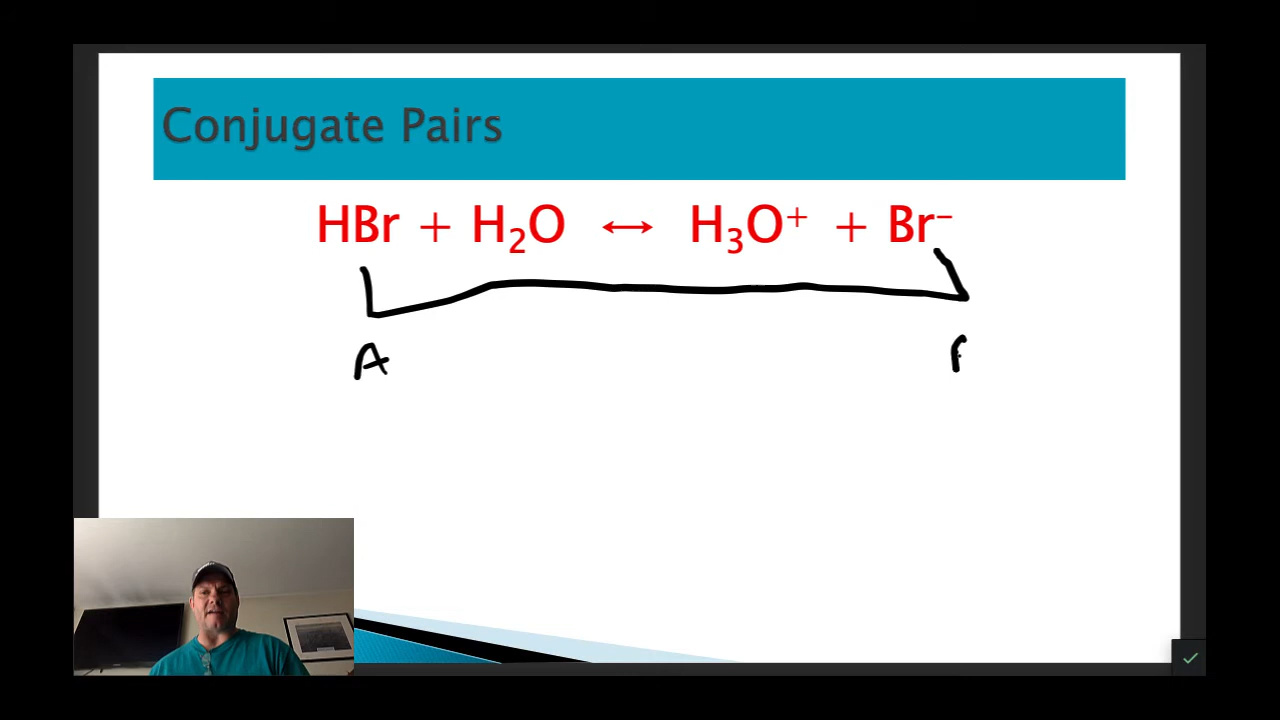 Conjugate Pairs
HBr + H₂O ↔ H₃O⁺ + Br⁻
A